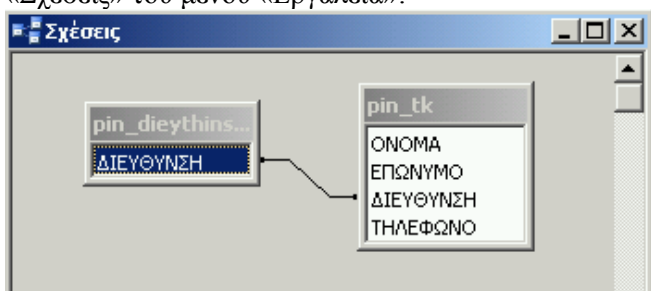 «Σχέσεις» του μενού «Εργαλεία».
Σχέσεις
pin_dieythins...
ΔΙΕΥΘΥΝΣΗ
pin_tk
ΟΝΟΜΑ
ΕΠΩΝΥΜΟ
ΔΙΕΥΘΥΝΣΗ
ΤΗΛΕΦΩΝΟ